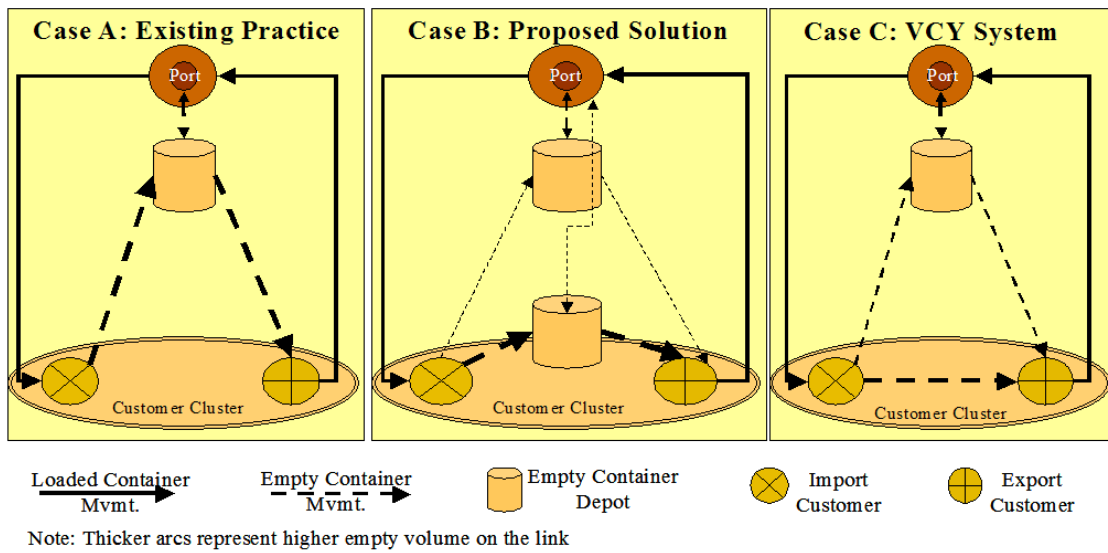 Case A: Existing Practice
Case B: Proposed Solution
Case C: VCY System
Port
Port
Port
Customer Cluster
Customer Cluster
Customer Cluster
Loaded Container
Mvmt.
Empty Container
Mvmt.
Empty Container
Depot
Import
Customer
Export
Customer
Note: Thicker arcs represent higher empty volume on the link